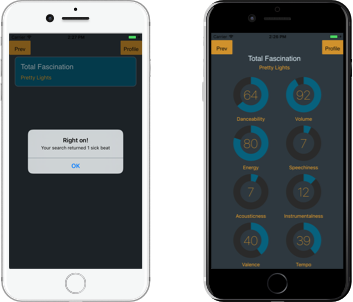 Prev
Profile
Total Fascination
Pretty Lights
Right on!
Your search returned 1 sick beat
OK
Prev
Profile
Total Fascination
Pretty Lights
64
92
Danceability
Volume
80
7
Energy
Speechiness
7
12
Acousticness
Instrumentalness
40
39
Valence
Tempo